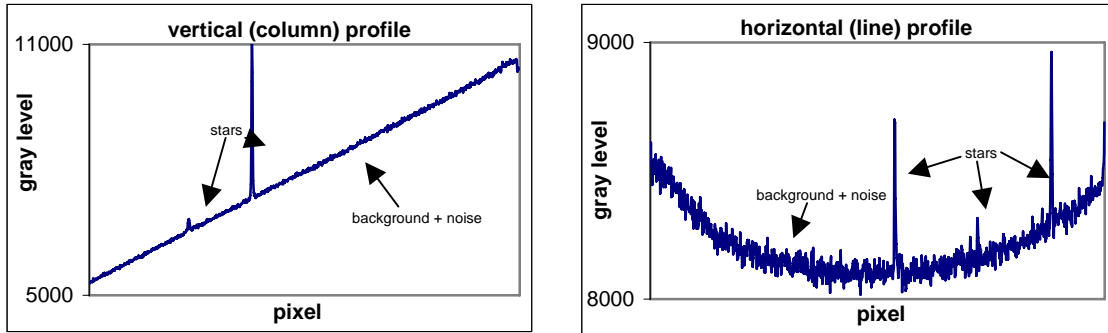 vertical (column) profile
11000
gray level
stars
background + noise
5000
pixel
horizontal (line) profile
9000
gray level
stars
background + noise
8000
pixel